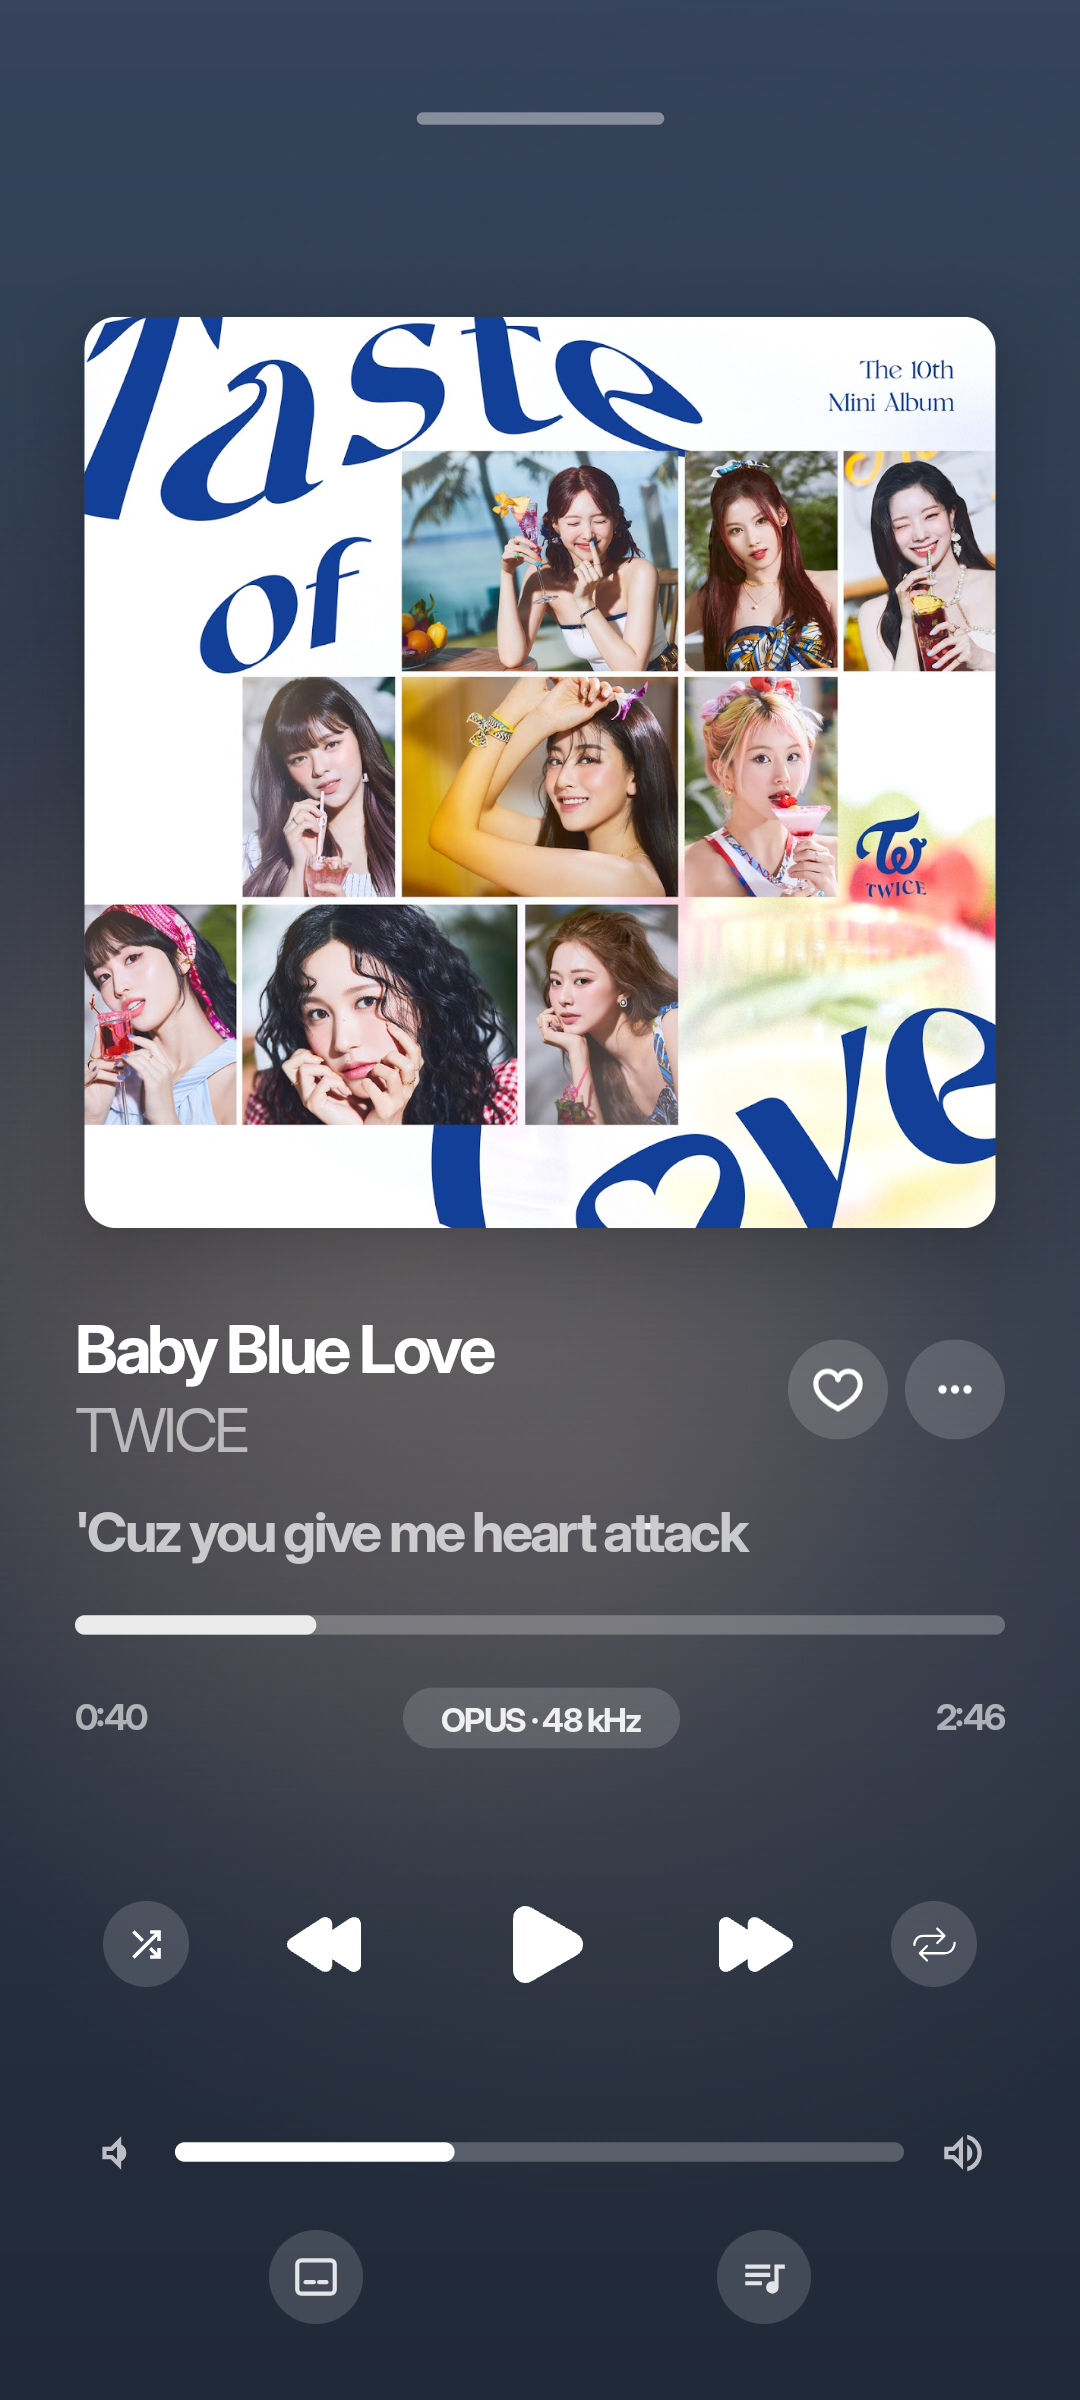 Taste
of
The 10th
Mini Album
TWICE
Love
Baby Blue Love
TWICE
'Cuz you give me heart attack
0:40
OPUS · 48 kHz
2:46